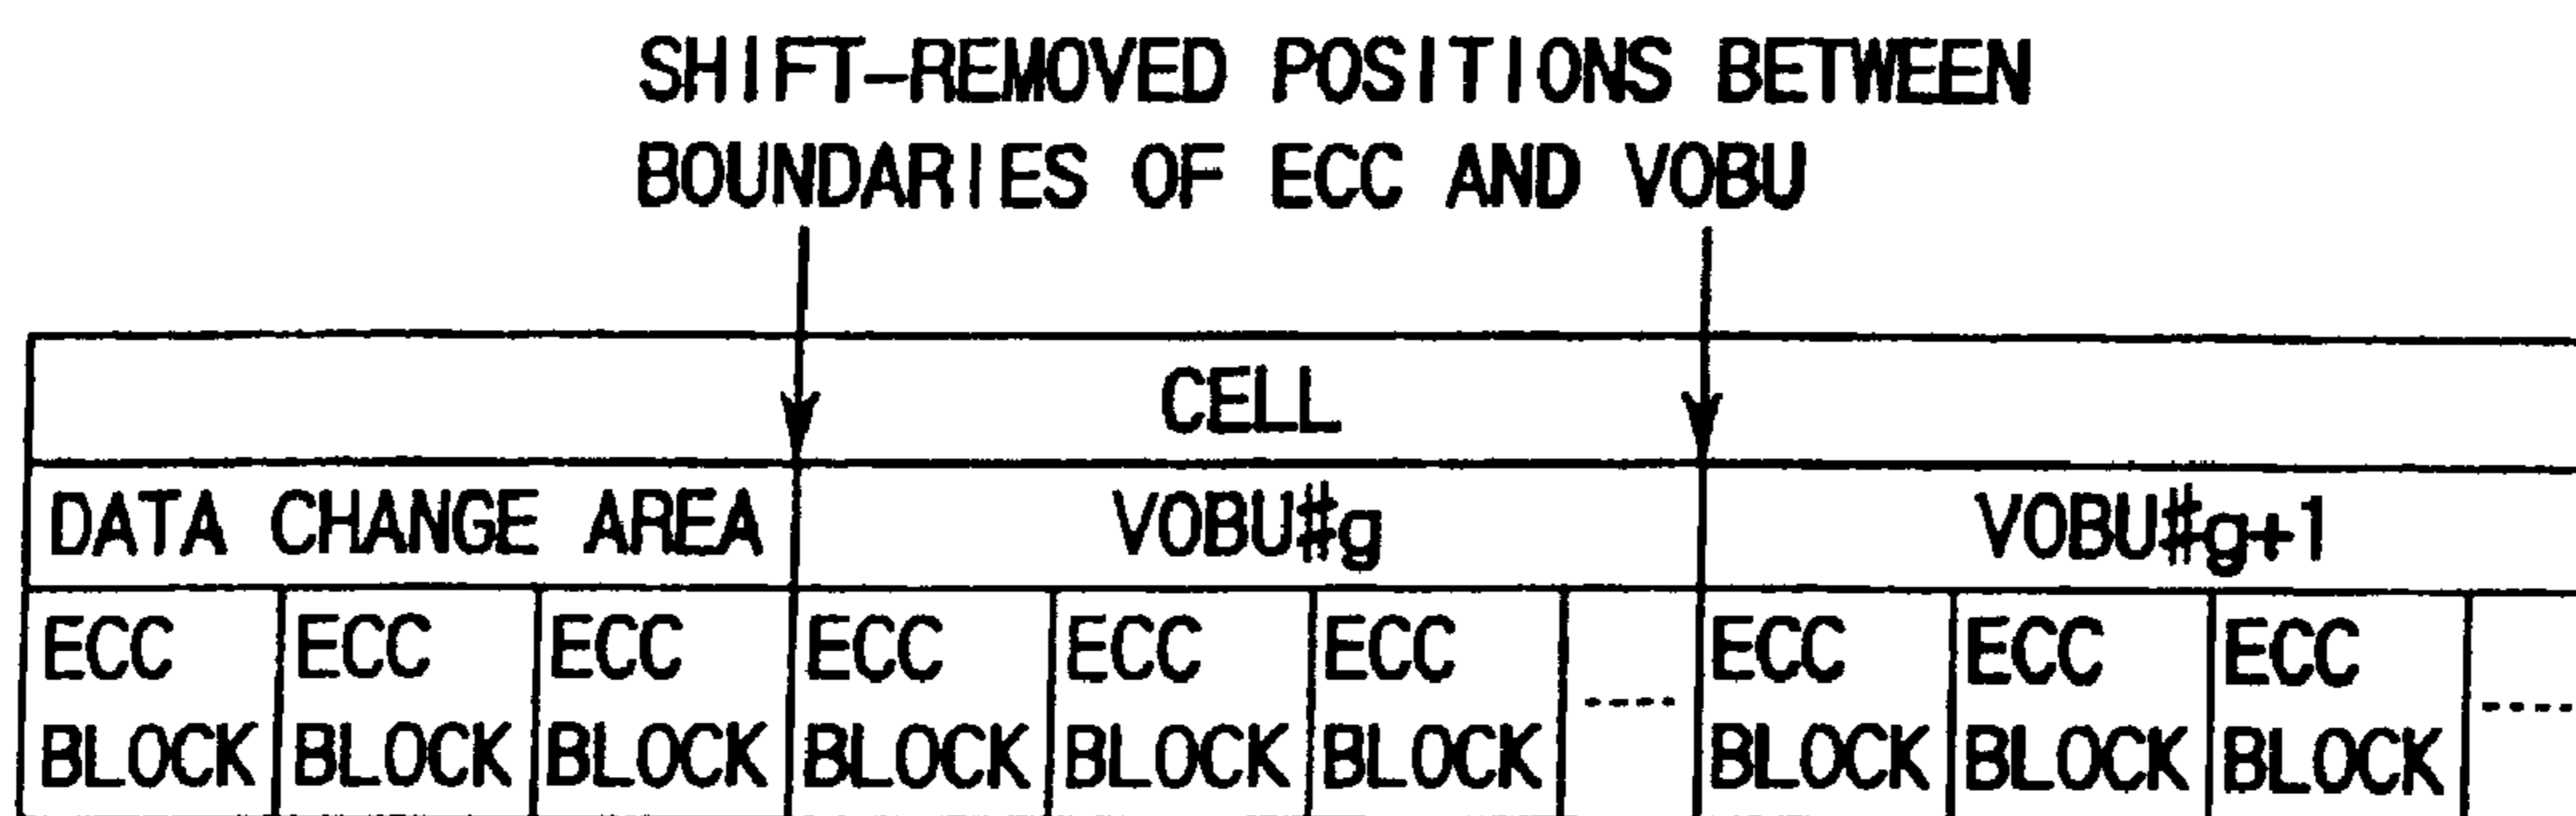 SHIFT-REMOVED POSITIONS BETWEEN
BOUNDARIES OF ECC AND VOBU
CELL
DATA CHANGE AREA VOBU#g VOBU#g+1
ECC ECC ECC ECC ECC ECC ECC ECC ECC
BLOCK BLOCK BLOCK BLOCK BLOCK BLOCK ---- BLOCK BLOCK BLOCK ----